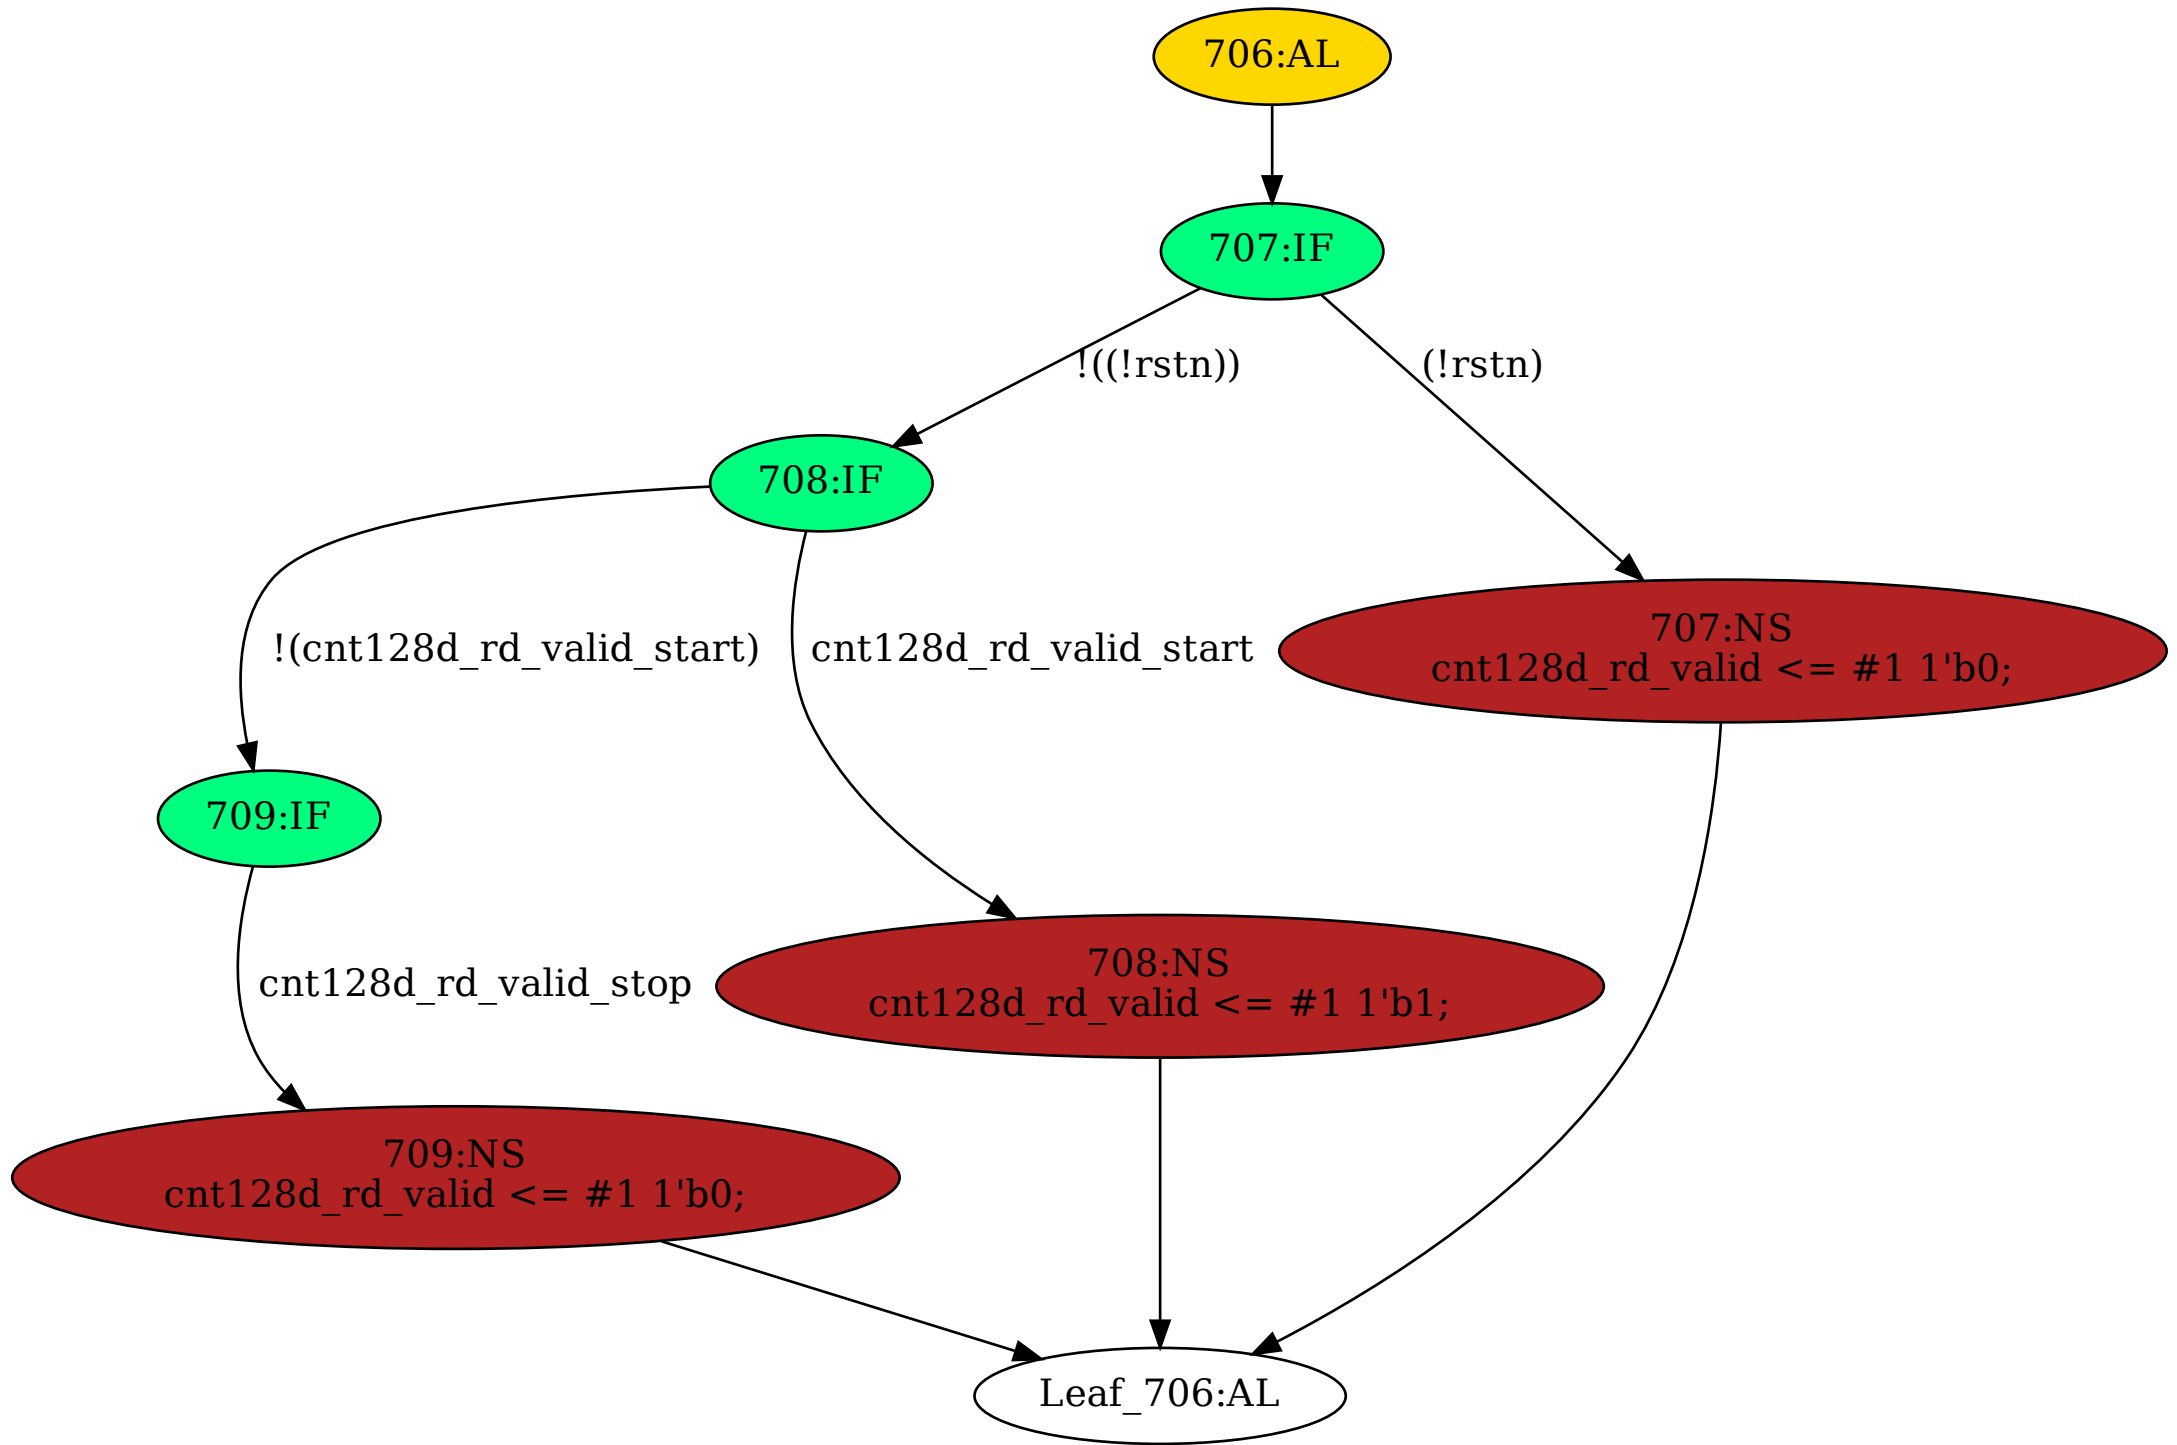 706:AL
707:IF
!((!rstn))
(!rstn)
708:IF
707:NS
cnt128d_rd_valid <= #1 1'b0;
!(cnt128d_rd_valid_start)
cnt128d_rd_valid_start
709:IF
708:NS
cnt128d_rd_valid <= #1 1'b1;
cnt128d_rd_valid_stop
709:NS
cnt128d_rd_valid <= #1 1'b0;
Leaf_706:AL